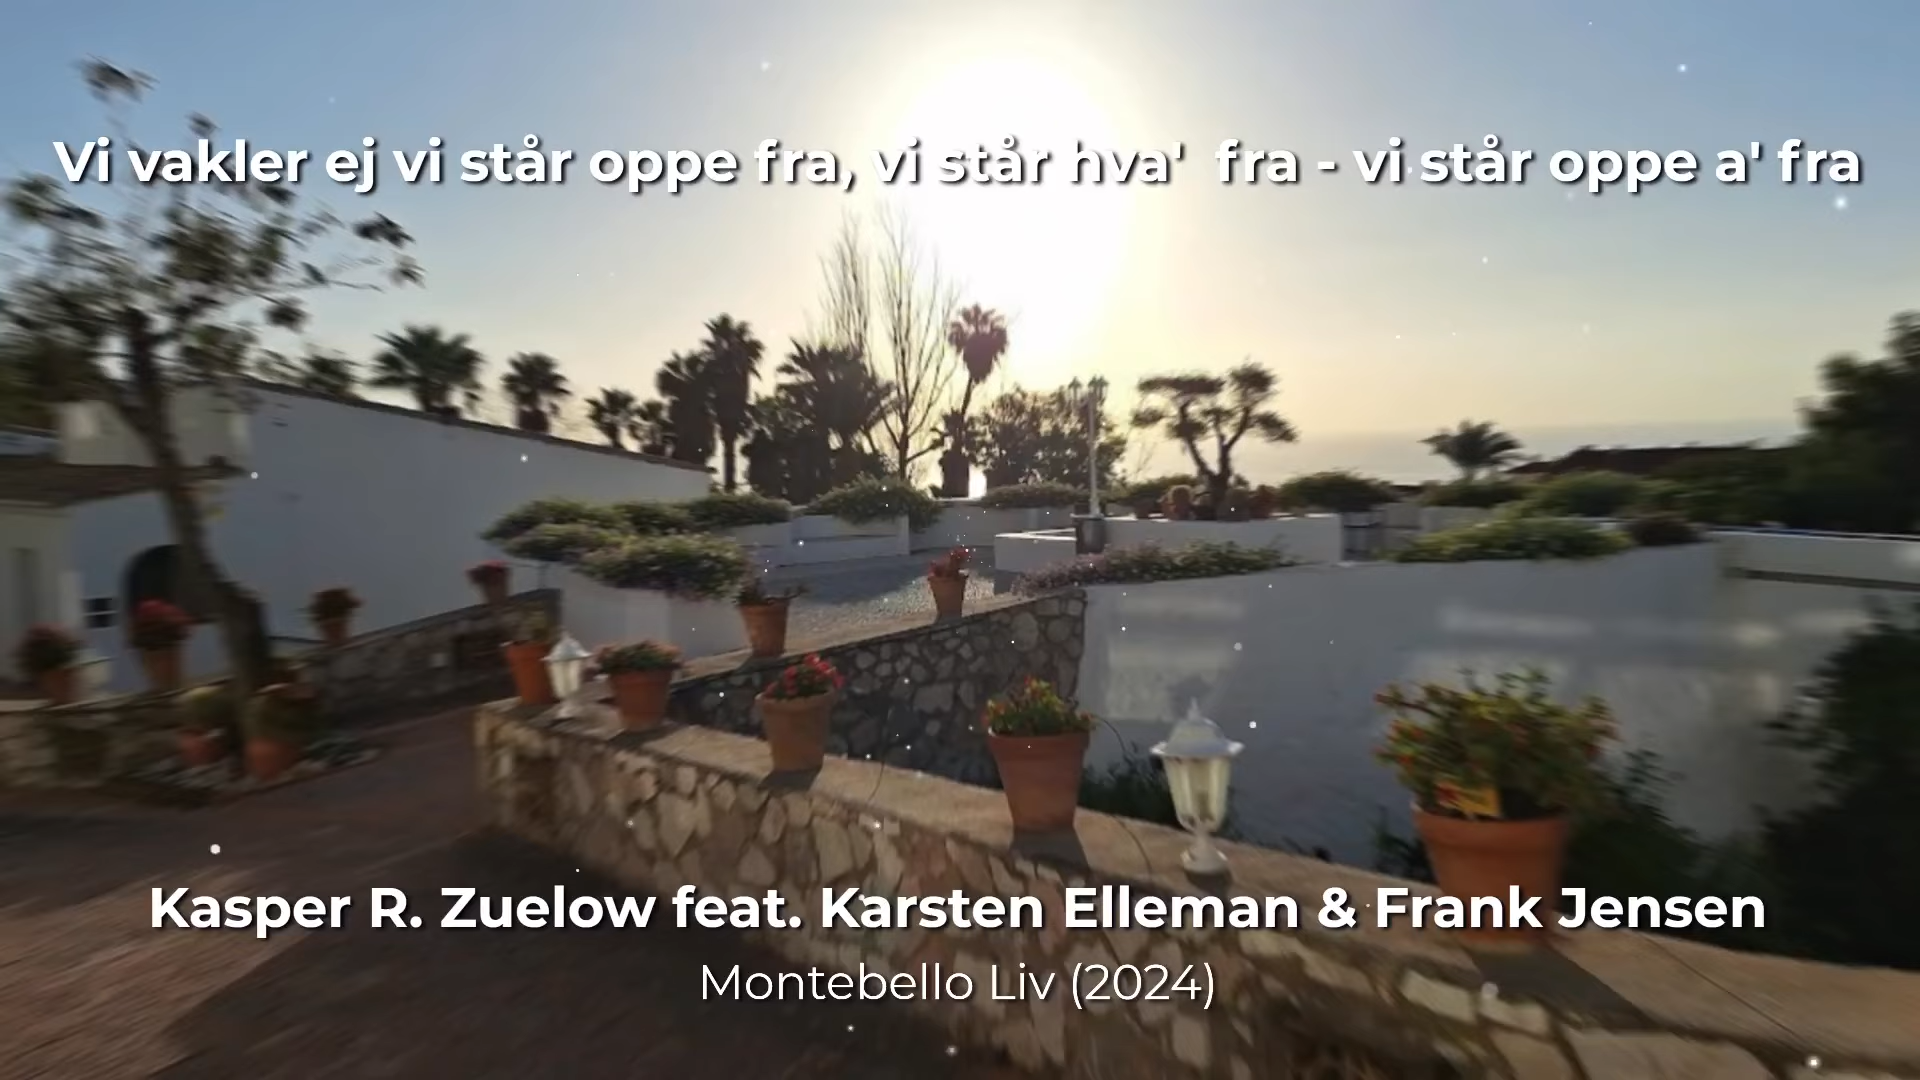 Vi vakler ej vi står oppe fra, vi står hva'  fra - vi står oppe a' fra
Kasper R. Zuelow feat. Karsten Elleman & Frank Jensen
Montebello Liv (2024)